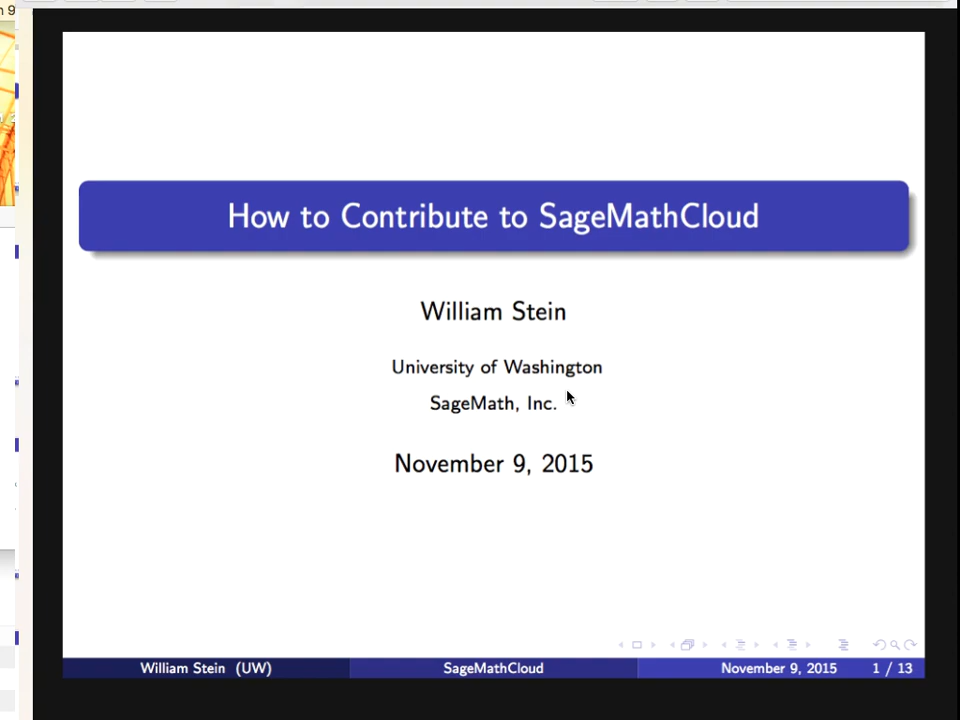 How to Contribute to SageMathCloud
William Stein
University of Washington
SageMath, Inc.
November 9, 2015
William Stein (UW) SageMathCloud November 9, 2015 1 / 13